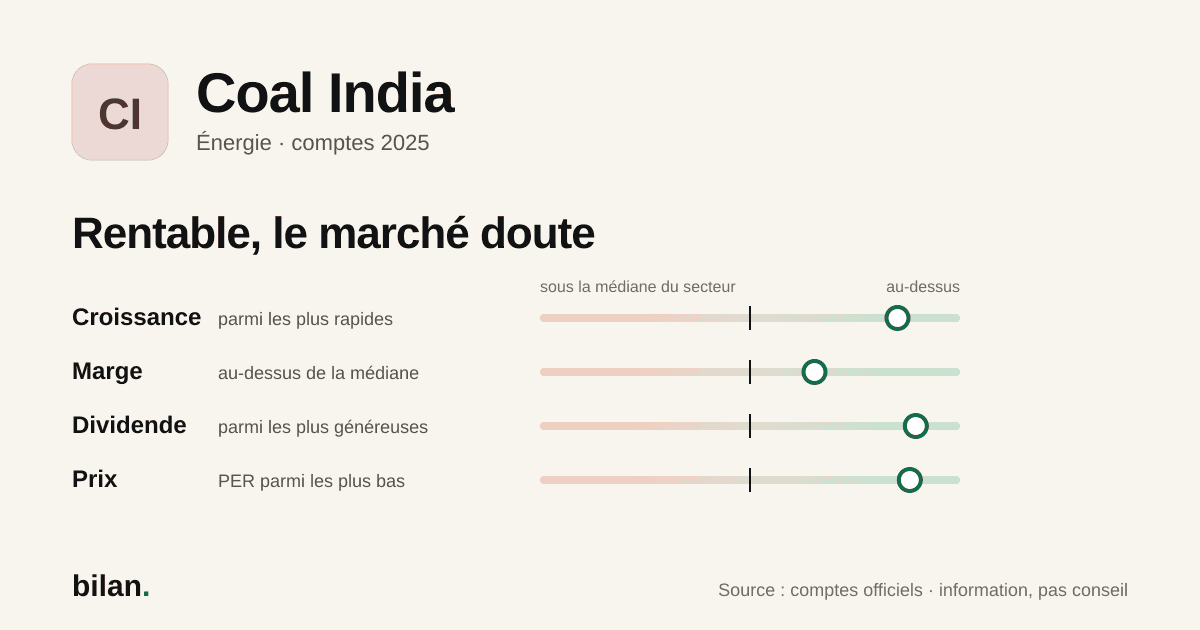 CI
Coal India
Énergie · comptes 2025
Rentable, le marché doute
sous la médiane du secteur au-dessus
Croissance parmi les plus rapides
Marge au-dessus de la médiane
Dividende parmi les plus généreuses
Prix PER parmi les plus bas
bilan.
Source : comptes officiels · information, pas conseil